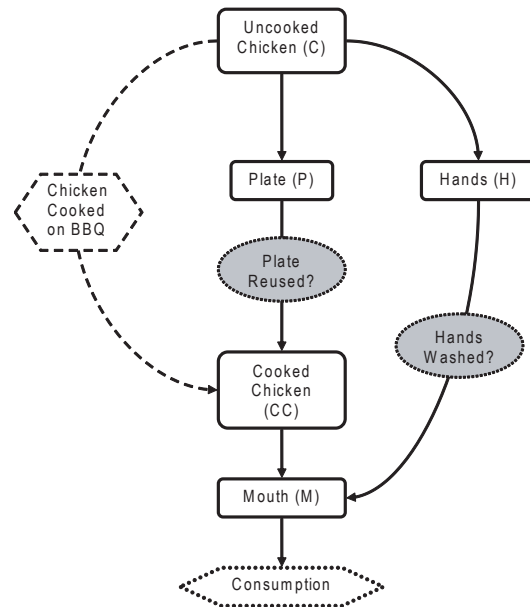 Uncooked
Chicken (C)
Plate (P)
Hands (H)
Chicken
Cooked
on BBQ
Plate
Reused?
Hands
Washed?
Cooked
Chicken
(CC)
Mouth (M)
Consumption